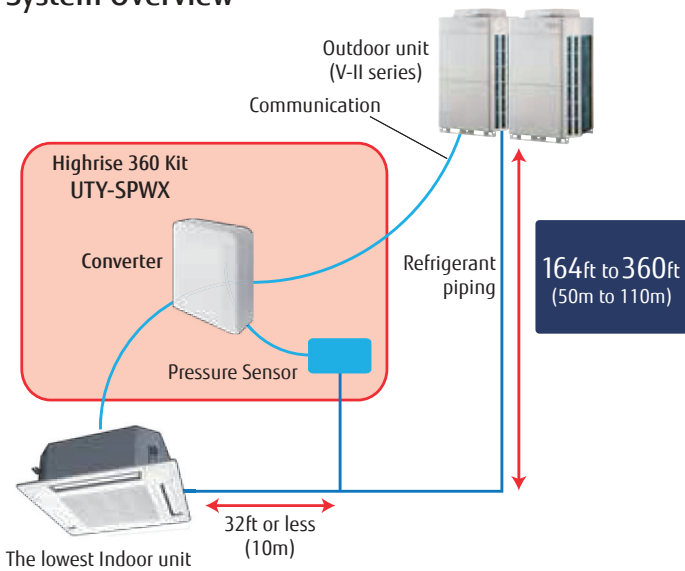 System Overview
Outdoor unit
(V-II series)
Communication
Highrise 360 Kit
UTY-SPWX
Converter
Refrigerant
piping
164ft to 360ft
(50m to 110m)
Pressure Sensor
32ft or less
(10m)
The lowest Indoor unit